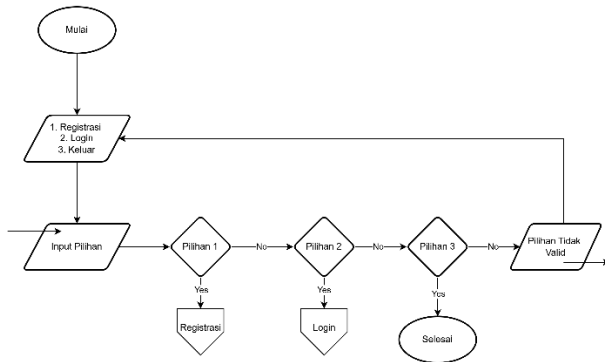 Mulai
1. Registrasi
2. Login
3. Keluar
Input Pilihan
Pilihan 1
No
Pilihan 2
No
Pilihan 3
No
Pilihan Tidak
Valid
Yes
Yes
Yes
Registrasi
Login
Selesai